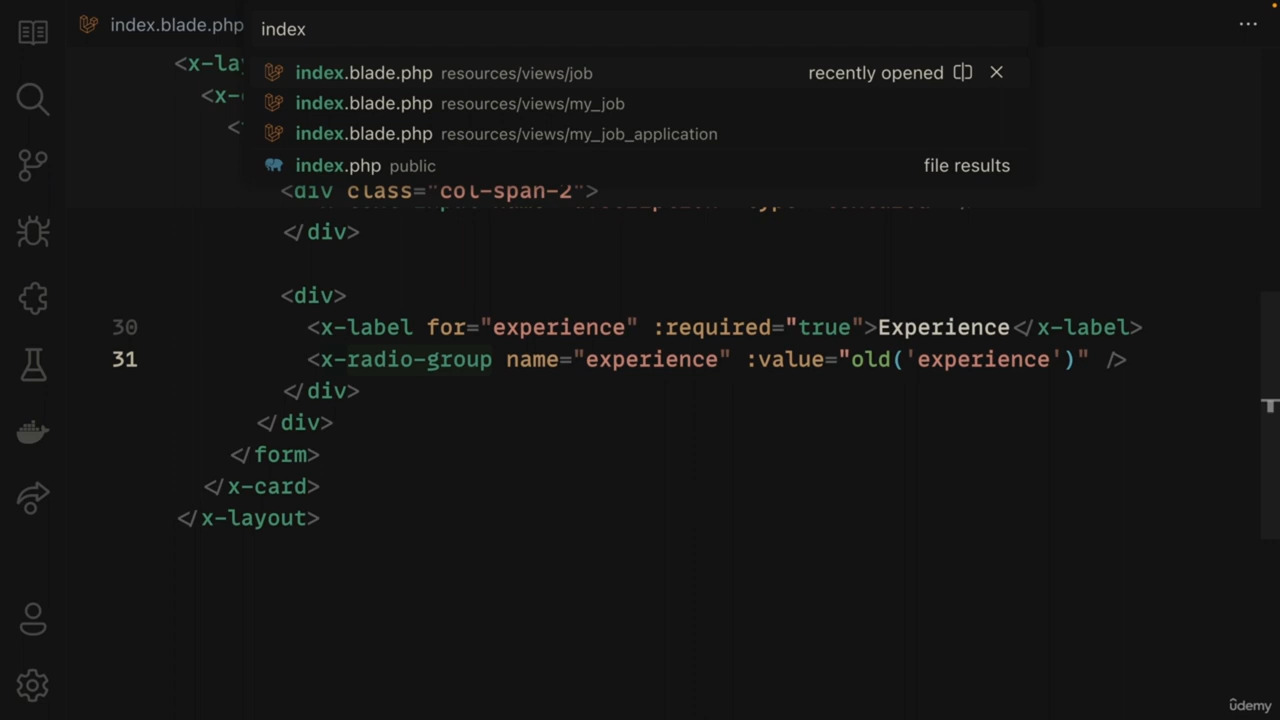 index.blade.php
index
index.blade.php resources/views/job recently opened
index.blade.php resources/views/my_job
index.blade.php resources/views/my_job_application
index.php public file results
<x-la
<x-
<
<div class="col-span-2">
</div>
<div>
30 <x-label for="experience" :required="true">Experience</x-label>
31 <x-radio-group name="experience" :value="old('experience')" />
</div>
</div>
</form>
</x-card>
</x-layout>
ûdemy